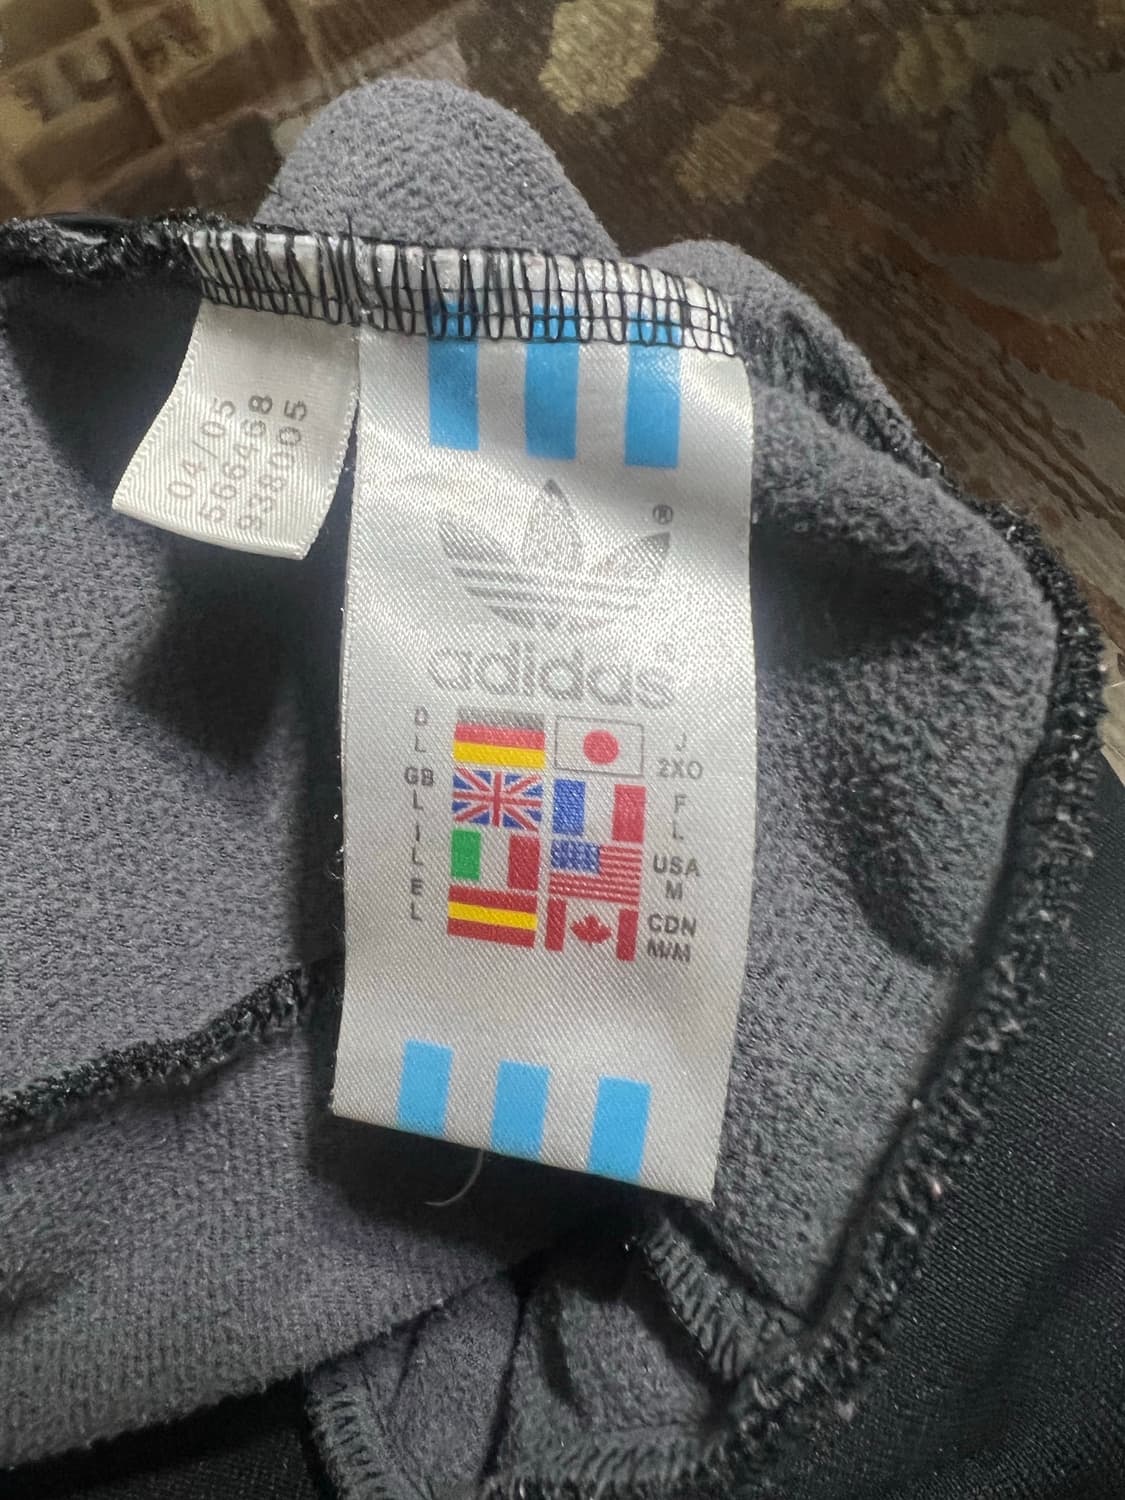 04/05
566468
938005
®
adidas
D
L
J
2XO
GB
L
F
L
I
L
USA
M
E
L
CDN
M/M